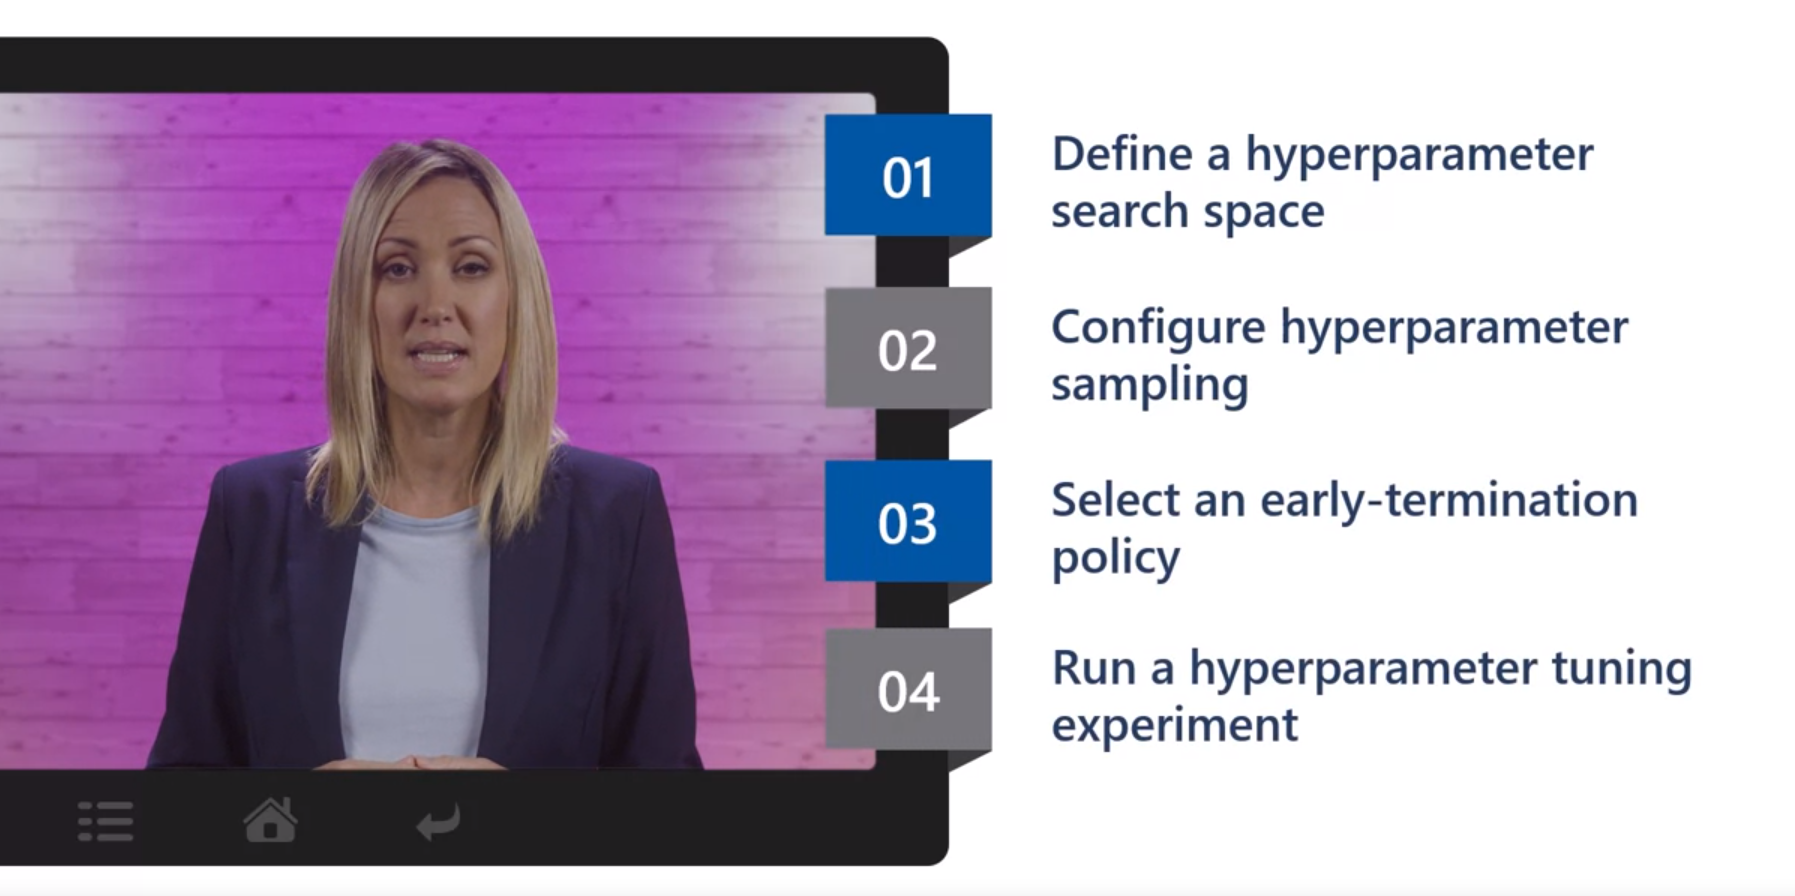 01
Define a hyperparameter
search space
02
Configure hyperparameter
sampling
03
Select an early-termination
policy
04
Run a hyperparameter tuning
experiment